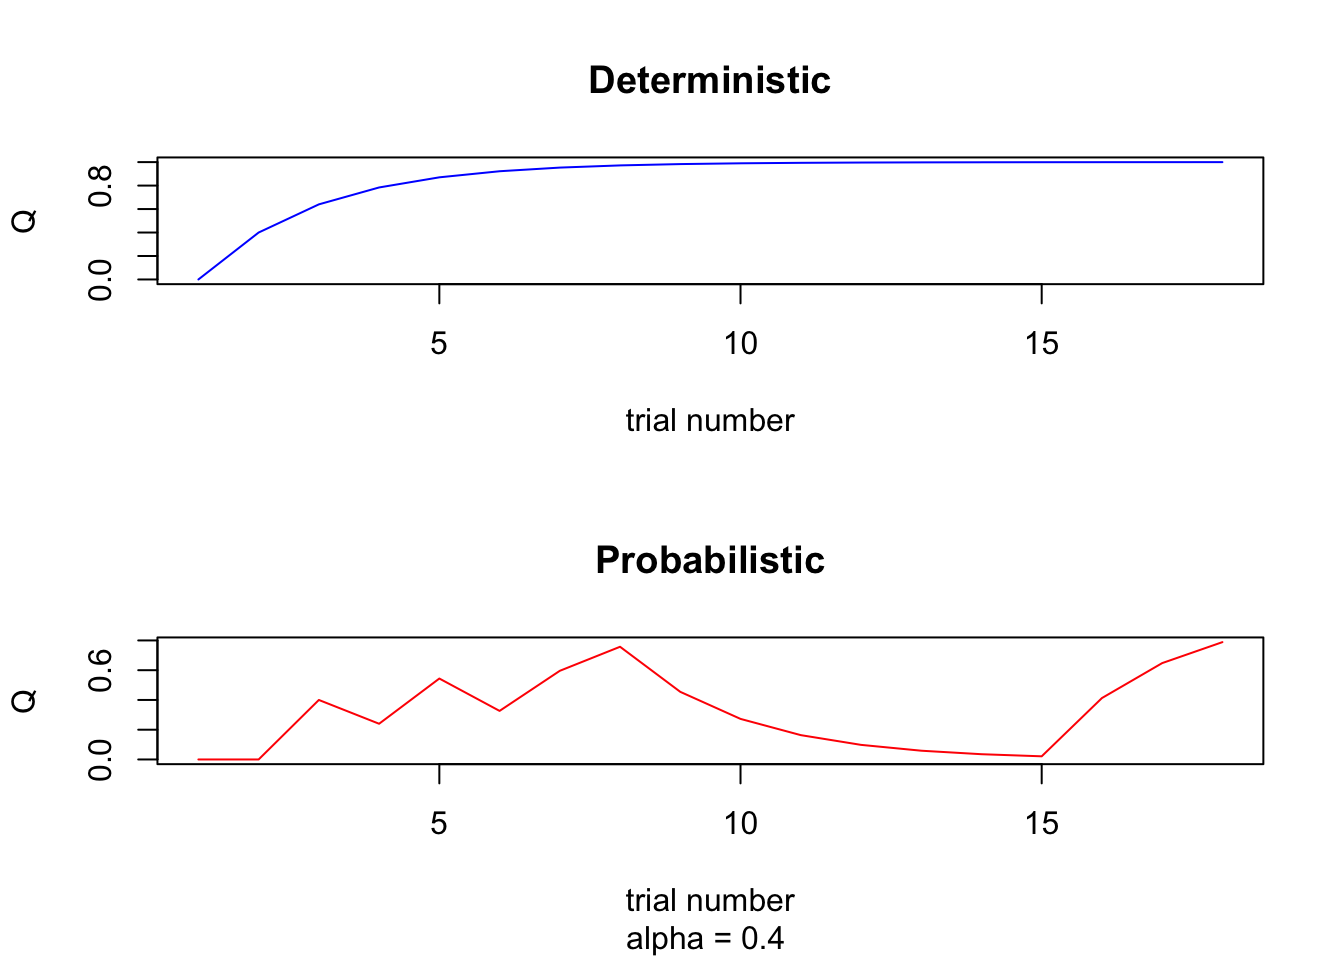 Deterministic
Q
0.8
0.0
5 10 15
trial number
Probabilistic
Q
0.6
0.0
5 10 15
trial number
alpha = 0.4